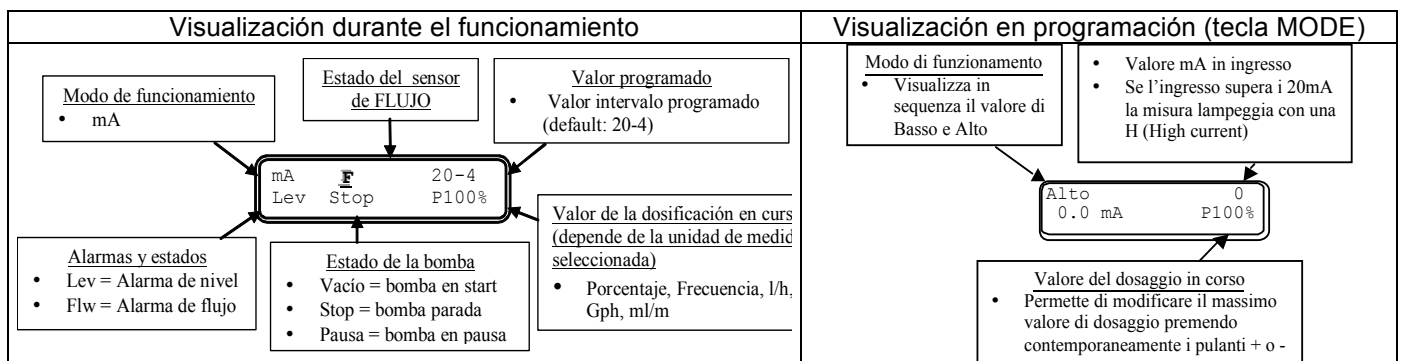 Visualización durante el funcionamiento
Visualización en programación (tecla MODE)
Modo de funcionamiento
• mA
Estado del sensor
de FLUJO
Valor programado
• Valor intervalo programado
(default: 20-4)
mA F 20-4
Lev Stop P100%
Alarmas y estados
• Lev = Alarma de nivel
• Flw = Alarma de flujo
Estado de la bomba
• Vacío = bomba en start
• Stop = bomba parada
• Pausa = bomba en pausa
Valor de la dosificación en curs
(depende de la unidad de medid
seleccionada)
• Porcentaje, Frecuencia, l/h,
Gph, ml/m
Modo di funzionamento
• Visualizza in
sequenza il valore di
Basso e Alto
• Valore mA in ingresso
• Se l’ingresso supera i 20mA
la misura lampeggia con una
H (High current)
Alto 0
0.0 mA P100%
Valore del dosaggio in corso
• Permette di modificare il massimo
valore di dosaggio premendo
contemporaneamente i pulanti + o -